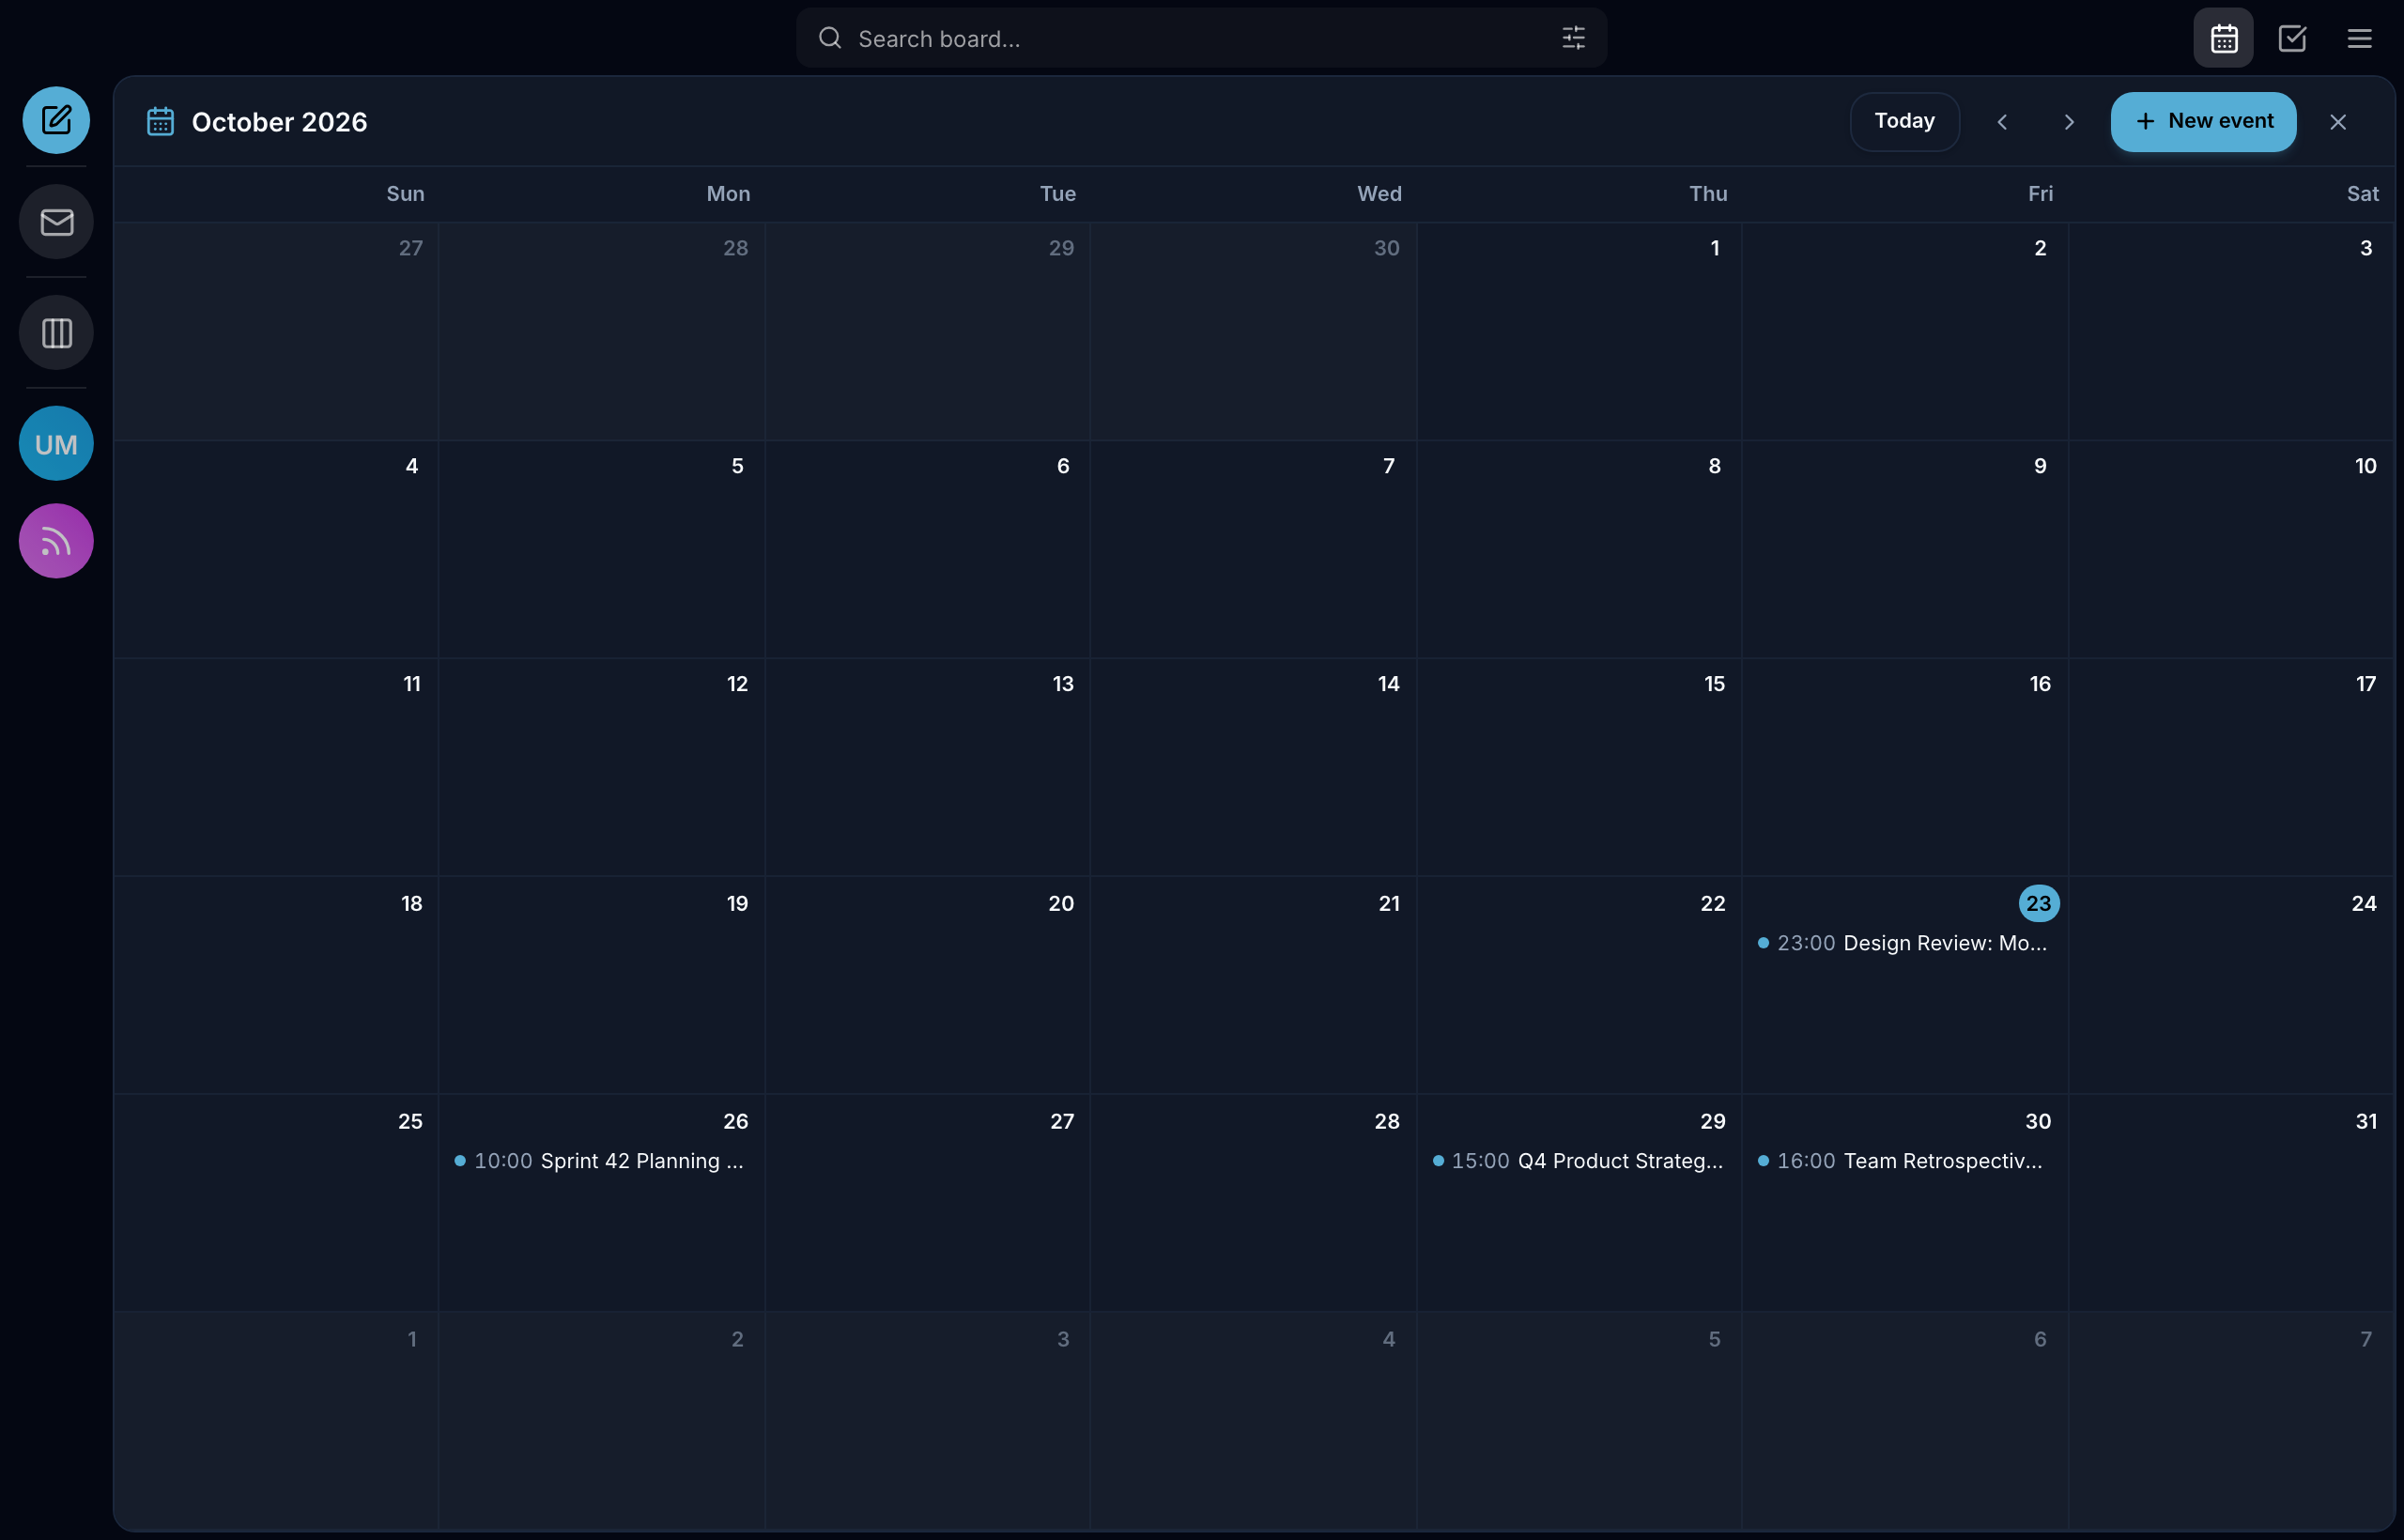 Search board...
October 2026
Today
New event
Sun Mon Tue Wed Thu Fri Sat
27 28 29 30 1 2 3
UM
4 5 6 7 8 9 10
11 12 13 14 15 16 17
18 19 20 21 22 23 24
23:00 Design Review: Mo...
25 26 27 28 29 30 31
10:00 Sprint 42 Planning ...
15:00 Q4 Product Strateg...
16:00 Team Retrospectiv...
1 2 3 4 5 6 7